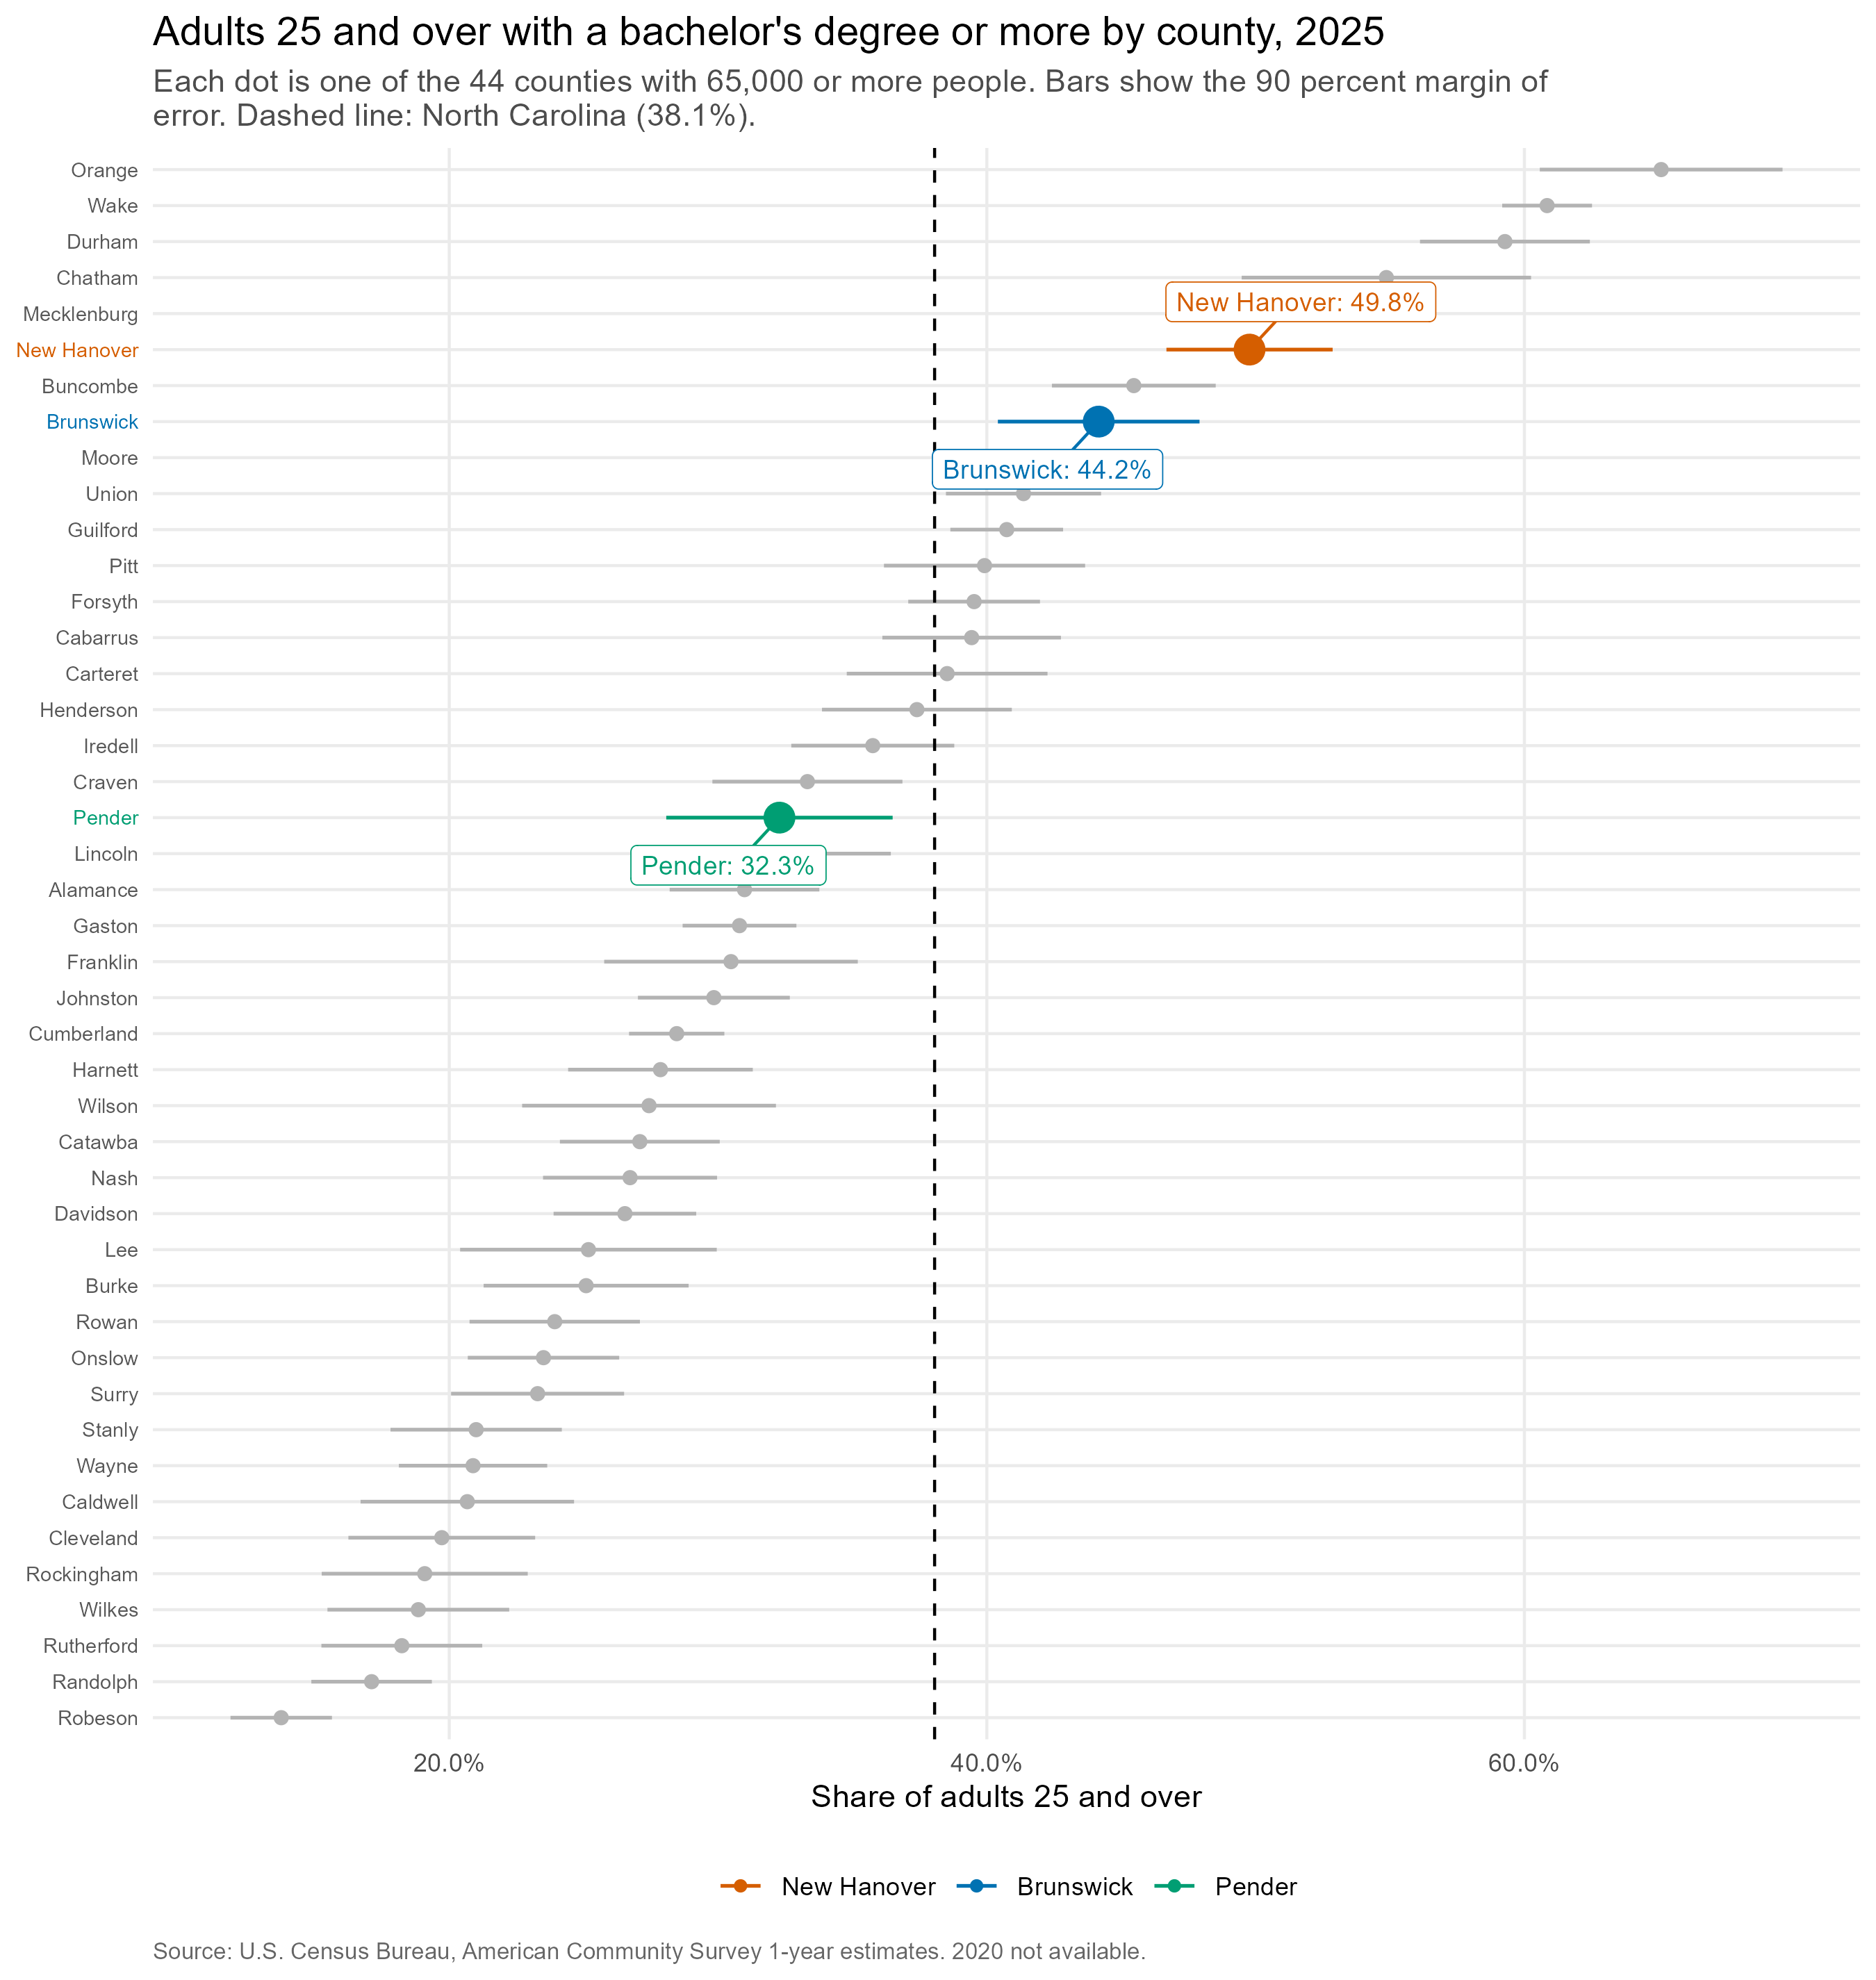 Adults 25 and over with a bachelor's degree or more by county, 2025
Each dot is one of the 44 counties with 65,000 or more people. Bars show the 90 percent margin of
error. Dashed line: North Carolina (38.1%).
Orange
Wake
Durham
Chatham
New Hanover: 49.8%
Mecklenburg
New Hanover
Buncombe
Brunswick
Moore
Brunswick: 44.2%
Union
Guilford
Pitt
Forsyth
Cabarrus
Carteret
Henderson
Iredell
Craven
Pender
Lincoln
Pender: 32.3%
Alamance
Gaston
Franklin
Johnston
Cumberland
Harnett
Wilson
Catawba
Nash
Davidson
Lee
Burke
Rowan
Onslow
Surry
Stanly
Wayne
Caldwell
Cleveland
Rockingham
Wilkes
Rutherford
Randolph
Robeson
20.0% 40.0% 60.0%
Share of adults 25 and over
New Hanover Brunswick Pender
Source: U.S. Census Bureau, American Community Survey 1-year estimates. 2020 not available.